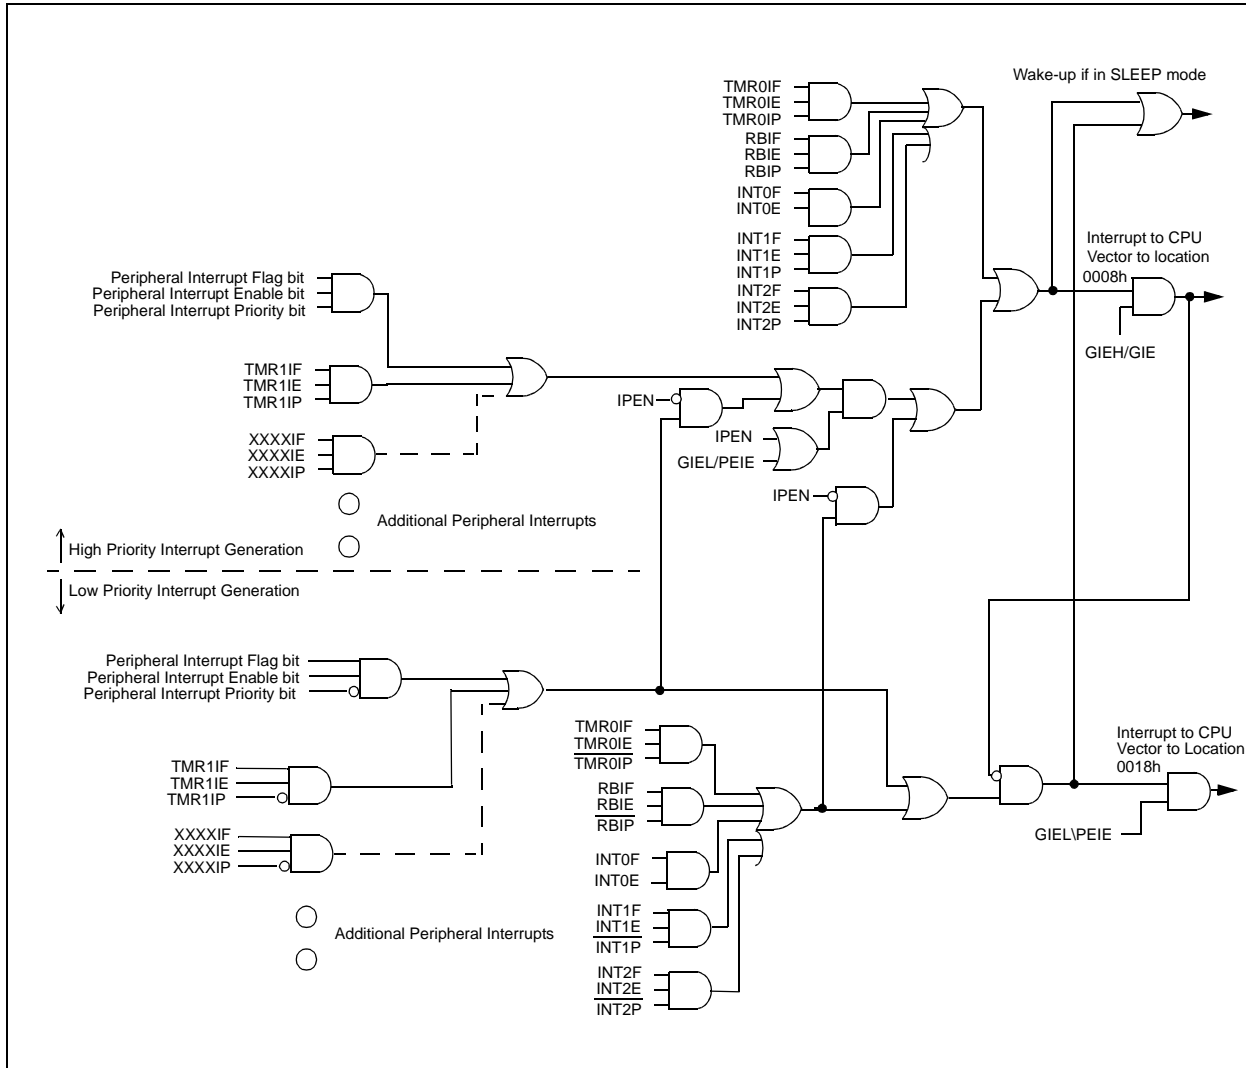 Wake-up if in SLEEP mode
TMR0IF
TMR0IE
TMR0IP
RBIF
RBIE
RBIP
INT0F
INT0E
INT1F
INT1E
INT1P
INT2F
INT2E
INT2P
Interrupt to CPU
Vector to location
0008h
GIEH/GIE
Peripheral Interrupt Flag bit
Peripheral Interrupt Enable bit
Peripheral Interrupt Priority bit
TMR1IF
TMR1IE
TMR1IP
XXXXIF
XXXXIE
XXXXIP
IPEN
IPEN
GIEL/PEIE
IPEN
Additional Peripheral Interrupts
High Priority Interrupt Generation
Low Priority Interrupt Generation
Peripheral Interrupt Flag bit
Peripheral Interrupt Enable bit
Peripheral Interrupt Priority bit
TMR1IF
TMR1IE
TMR1IP
XXXXIF
XXXXIE
XXXXIP
Additional Peripheral Interrupts
TMR0IF
TMR0IE
TMR0IP
RBIF
RBIE
RBIP
INT0F
INT0E
INT1F
INT1E
INT1P
INT2F
INT2E
INT2P
Interrupt to CPU
Vector to Location
0018h
GIEL\PEIE